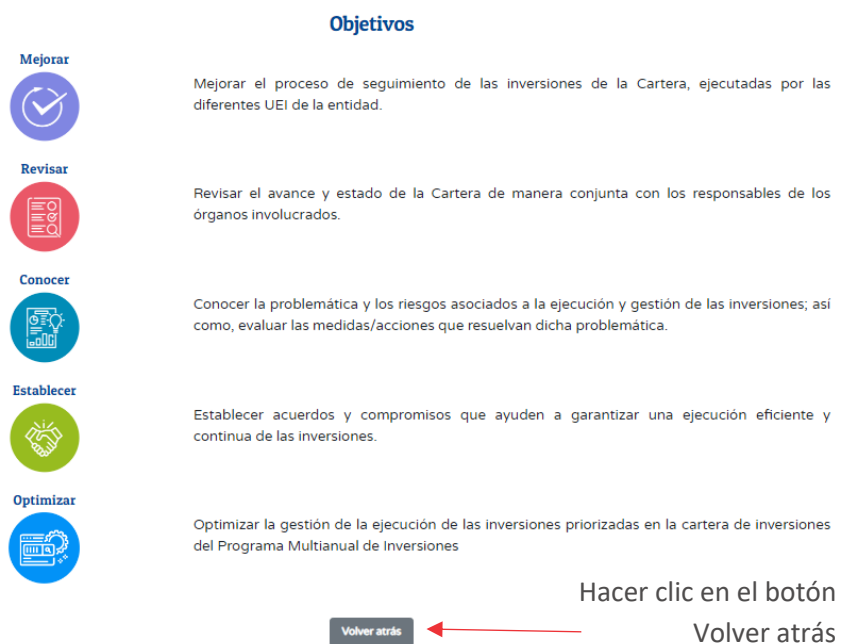 Objetivos
Mejorar
Mejorar el proceso de seguimiento de las inversiones de la Cartera, ejecutadas por las
diferentes UEI de la entidad.
Revisar
Revisar el avance y estado de la Cartera de manera conjunta con los responsables de los
órganos involucrados.
Conocer
Conocer la problemática y los riesgos asociados a la ejecución y gestión de las inversiones; así
como, evaluar las medidas/acciones que resuelvan dicha problemática.
Establecer
Establecer acuerdos y compromisos que ayuden a garantizar una ejecución eficiente y
continua de las inversiones.
Optimizar
Optimizar la gestión de la ejecución de las inversiones priorizadas en la cartera de inversiones
del Programa Multianual de Inversiones
Hacer clic en el botón
Volver atrás
Volver atrás